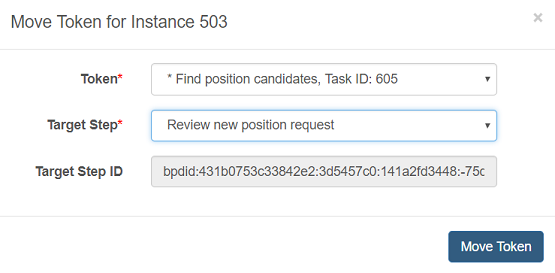 Move Token for Instance 503
×
Token* * Find position candidates, Task ID: 605
Target Step* Review new position request
Target Step ID bpdid:431b0753c33842e2:3d5457c0:141a2fd3448:-75c
Move Token